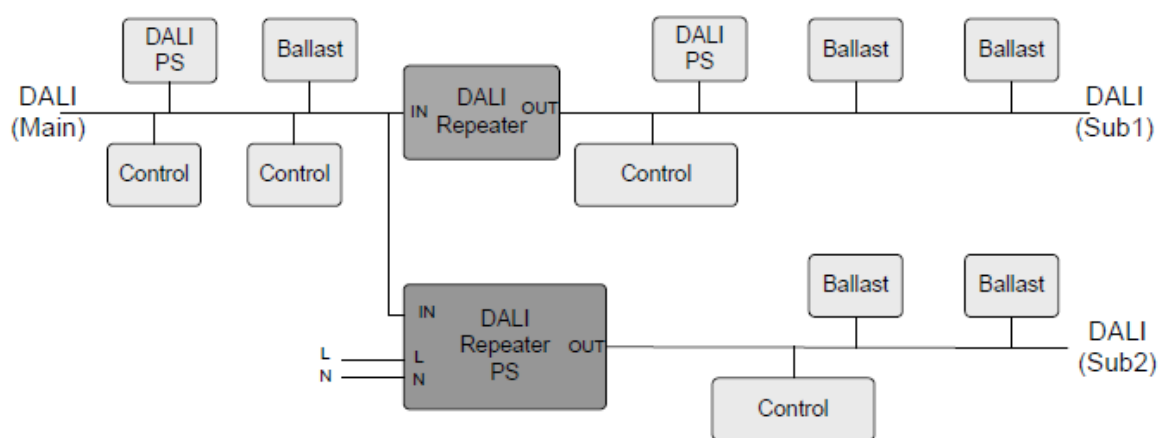 DALI
PS
Ballast
DALI
PS
Ballast
Ballast
DALI
(Main)
IN
DALI
Repeater
OUT
DALI
(Sub1)
Control
Control
Control
Ballast
Ballast
IN
DALI
Repeater
PS
OUT
L
L
N
N
DALI
(Sub2)
Control